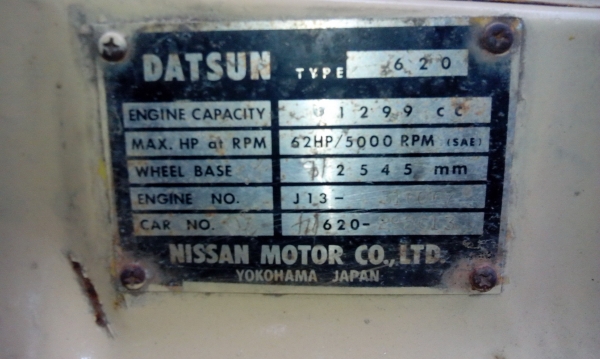 DATSUN TYPE 620
ENGINE CAPACITY 01299 cc
MAX. HP at RPM 62HP/5000 RPM (SAE)
WHEEL BASE 2545 mm
ENGINE NO. J13-
CAR NO. 620-
NISSAN MOTOR CO., LTD.
YOKOHAMA JAPAN